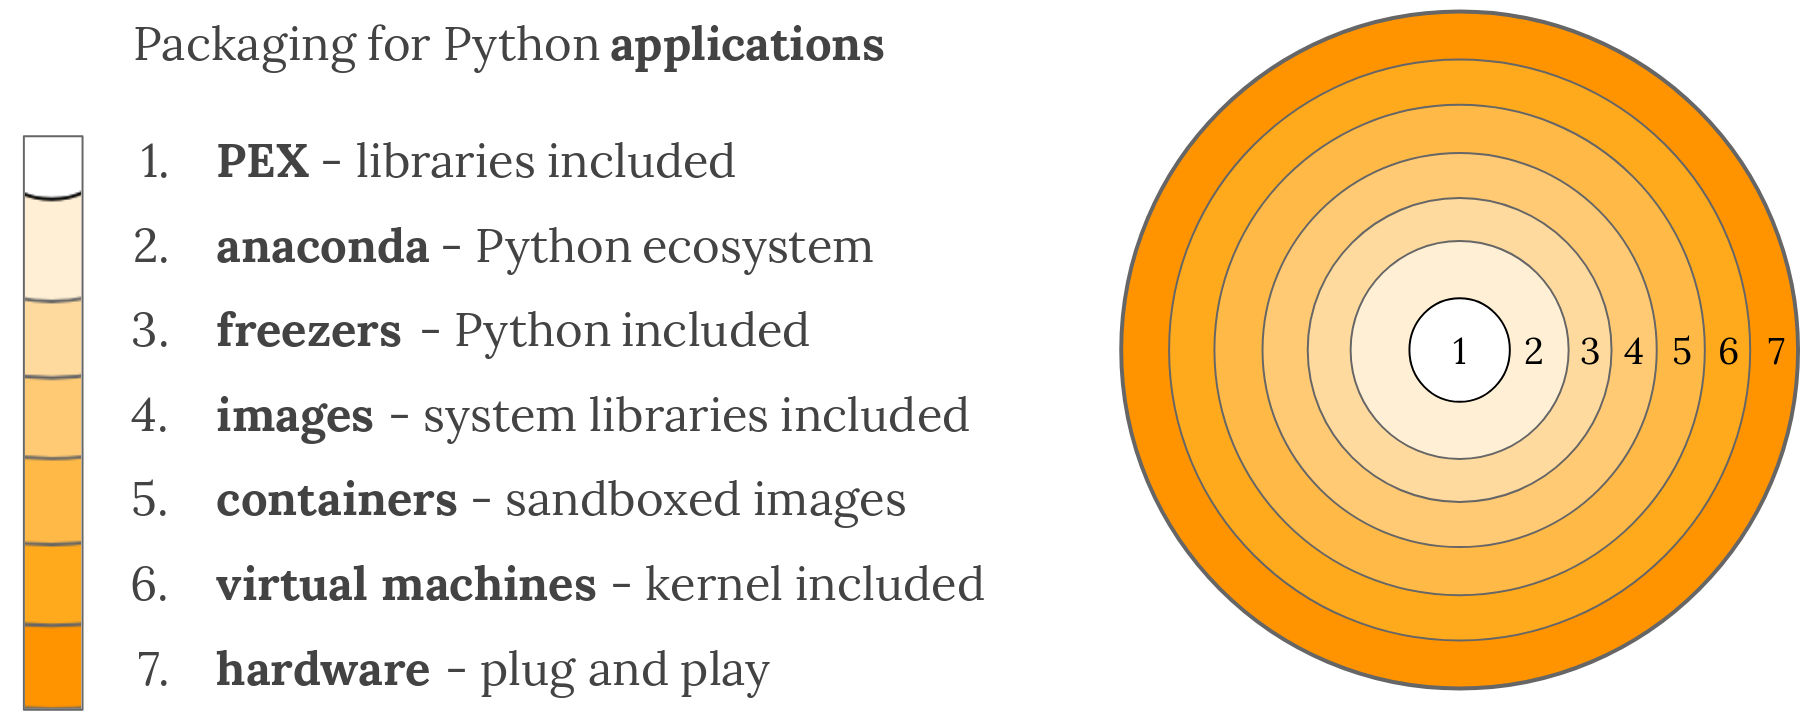 Packaging for Python applications
1. PEX - libraries included
2. anaconda - Python ecosystem
3. freezers - Python included
4. images - system libraries included
5. containers - sandboxed images
6. virtual machines - kernel included
7. hardware - plug and play
1 2 3 4 5 6 7